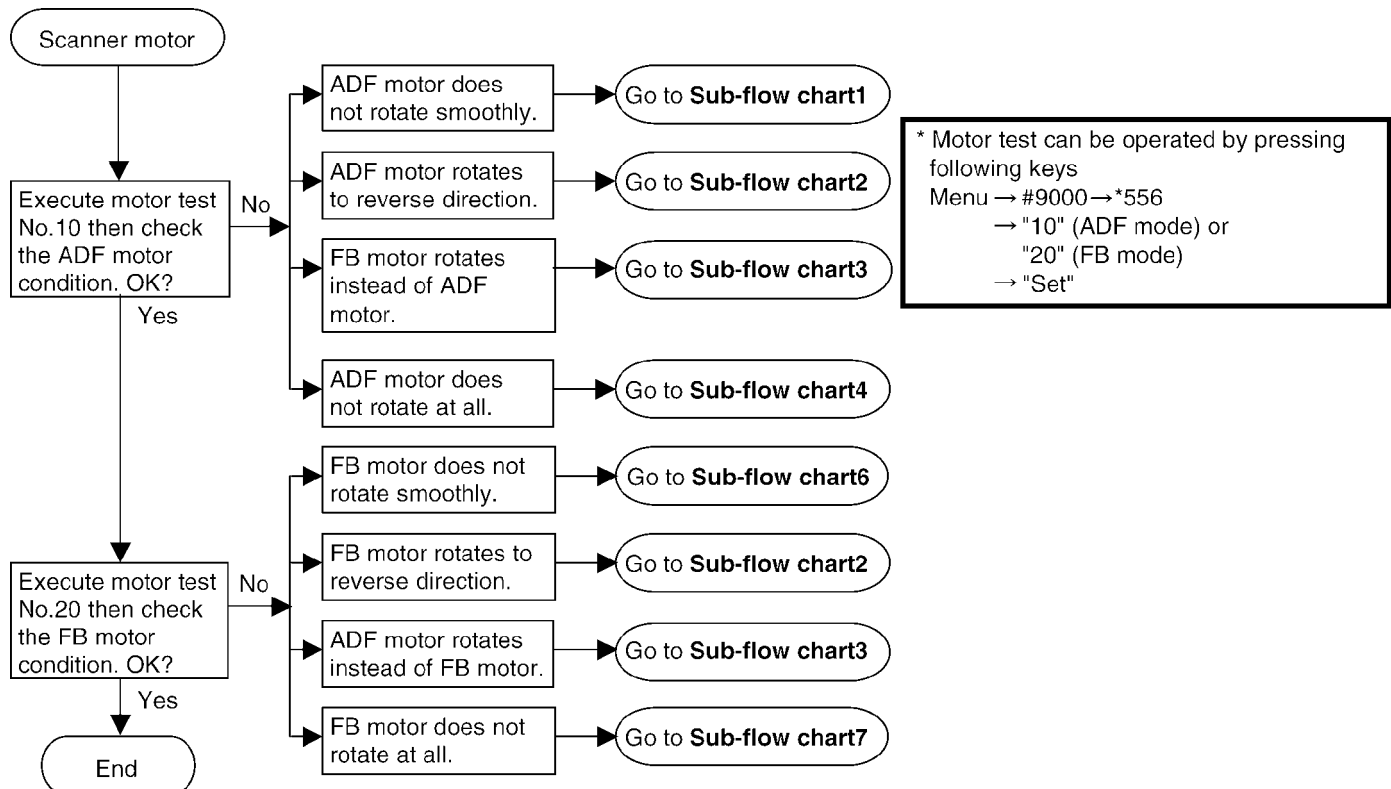 Scanner motor
Execute motor test
No.10 then check
the ADF motor
condition. OK?
No
Yes
ADF motor does
not rotate smoothly.
Go to Sub-flow chart1
ADF motor rotates
to reverse direction.
Go to Sub-flow chart2
FB motor rotates
instead of ADF
motor.
Go to Sub-flow chart3
ADF motor does
not rotate at all.
Go to Sub-flow chart4
* Motor test can be operated by pressing
following keys
Menu → #9000→*556
→ "10" (ADF mode) or
"20" (FB mode)
→ "Set"
Execute motor test
No.20 then check
the FB motor
condition. OK?
No
Yes
FB motor does not
rotate smoothly.
Go to Sub-flow chart6
FB motor rotates to
reverse direction.
Go to Sub-flow chart2
ADF motor rotates
instead of FB motor.
Go to Sub-flow chart3
FB motor does not
rotate at all.
Go to Sub-flow chart7
End